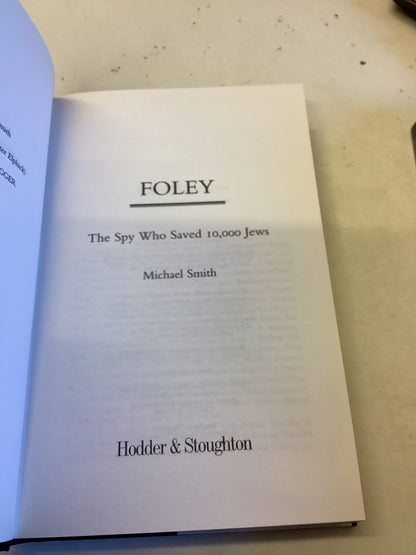 FOLEY
The Spy Who Saved 10,000 Jews
Michael Smith
Hodder & Stoughton